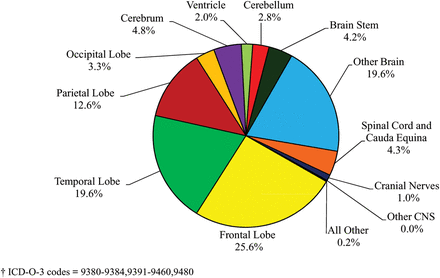 Ventricle
2.0%
Cerebellum
2.8%
Cerebrum
4.8%
Brain Stem
4.2%
Occipital Lobe
3.3%
Other Brain
19.6%
Parietal Lobe
12.6%
Spinal Cord and
Cauda Equina
4.3%
Temporal Lobe
19.6%
Cranial Nerves
1.0%
Other CNS
0.0%
All Other
0.2%
Frontal Lobe
25.6%
† ICD-O-3 codes = 9380-9384,9391-9460,9480